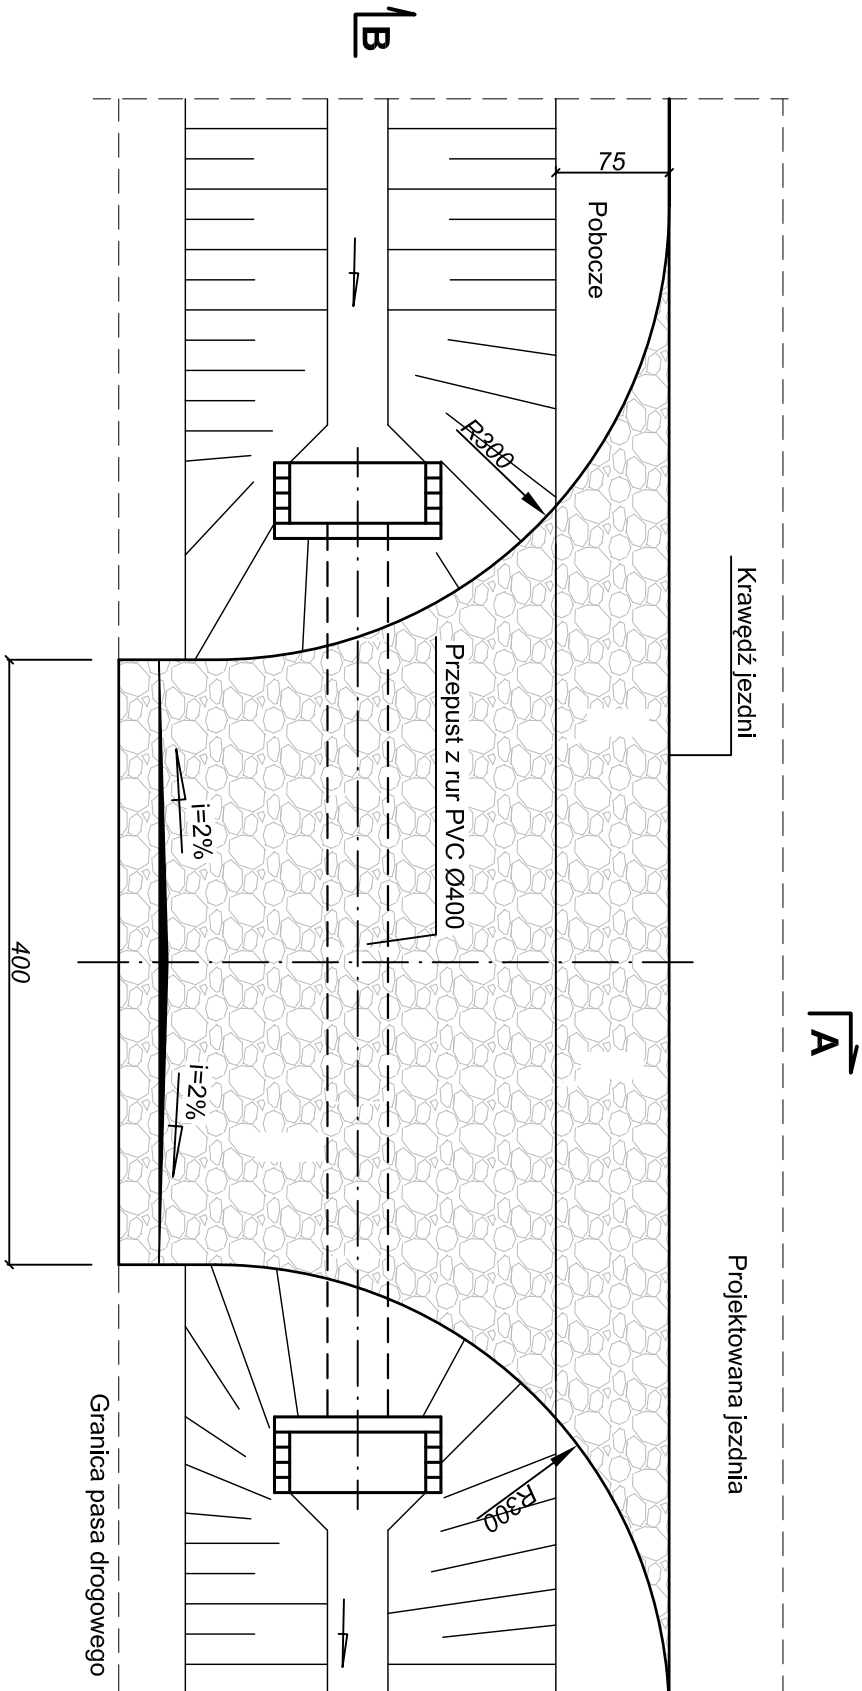 B
A
75
Pobocze
Krawędź jezdni
Projektowana jezdnia
R300
R300
Przepust z rur PVC Ø400
i=2%
i=2%
400
Granica pasa drogowego